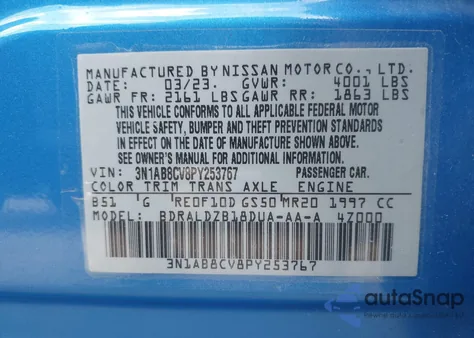 MANUFACTURED BY NISSAN MOTOR CO., LTD.
DATE: 03/23. GVWR: 4001 LBS
GAWR FR: 2161 LBS GAWR RR: 1863 LBS
THIS VEHICLE CONFORMS TO ALL APPLICABLE FEDERAL MOTOR
VEHICLE SAFETY, BUMPER AND THEFT PREVENTION STANDARDS
IN EFFECT ON THE DATE OF MANUFACTURE SHOWN ABOVE.
SEE OWNER'S MANUAL FOR ADDITIONAL INFORMATION
VIN: 3N1AB8CV8PY253767 PASSENGER CAR.
COLOR TRIM TRANS AXLE ENGINE
B51 G RE0F10D GS50 MR20 1997 CC
MODEL: BDRALDZB18DUA-AA-A 47000
3N1AB8CV8PY253767
autoSnap